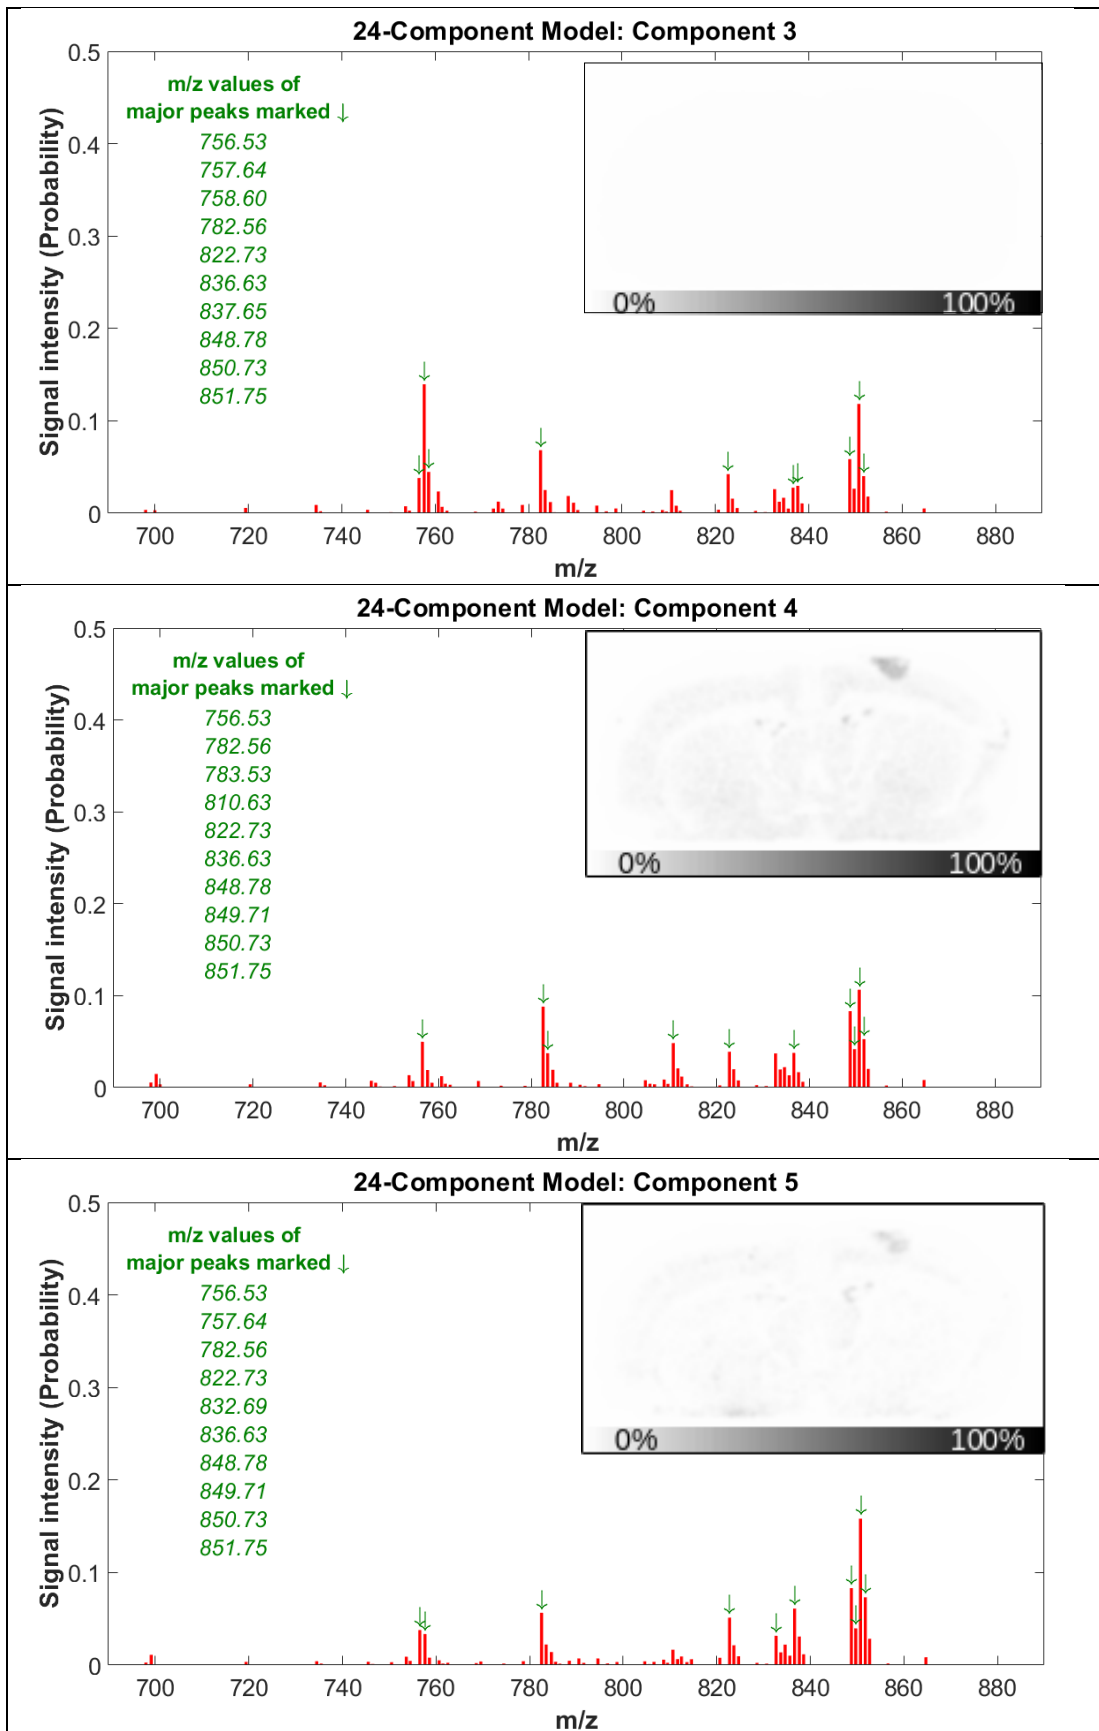 24-Component Model: Component 3
Signal intensity (Probability)
0.5
0.4
0.3
0.2
0.1
0
m/z values of
major peaks marked ↓
756.53
757.64
758.60
782.56
822.73
836.63
837.65
848.78
850.73
851.75
0% 100%
700 720 740 760 780 800 820 840 860 880
m/z
24-Component Model: Component 4
Signal intensity (Probability)
0.5
0.4
0.3
0.2
0.1
0
m/z values of
major peaks marked ↓
756.53
782.56
783.53
810.63
822.73
836.63
848.78
849.71
850.73
851.75
0% 100%
700 720 740 760 780 800 820 840 860 880
m/z
24-Component Model: Component 5
Signal intensity (Probability)
0.5
0.4
0.3
0.2
0.1
0
m/z values of
major peaks marked ↓
756.53
757.64
782.56
822.73
832.69
836.63
848.78
849.71
850.73
851.75
0% 100%
700 720 740 760 780 800 820 840 860 880
m/z